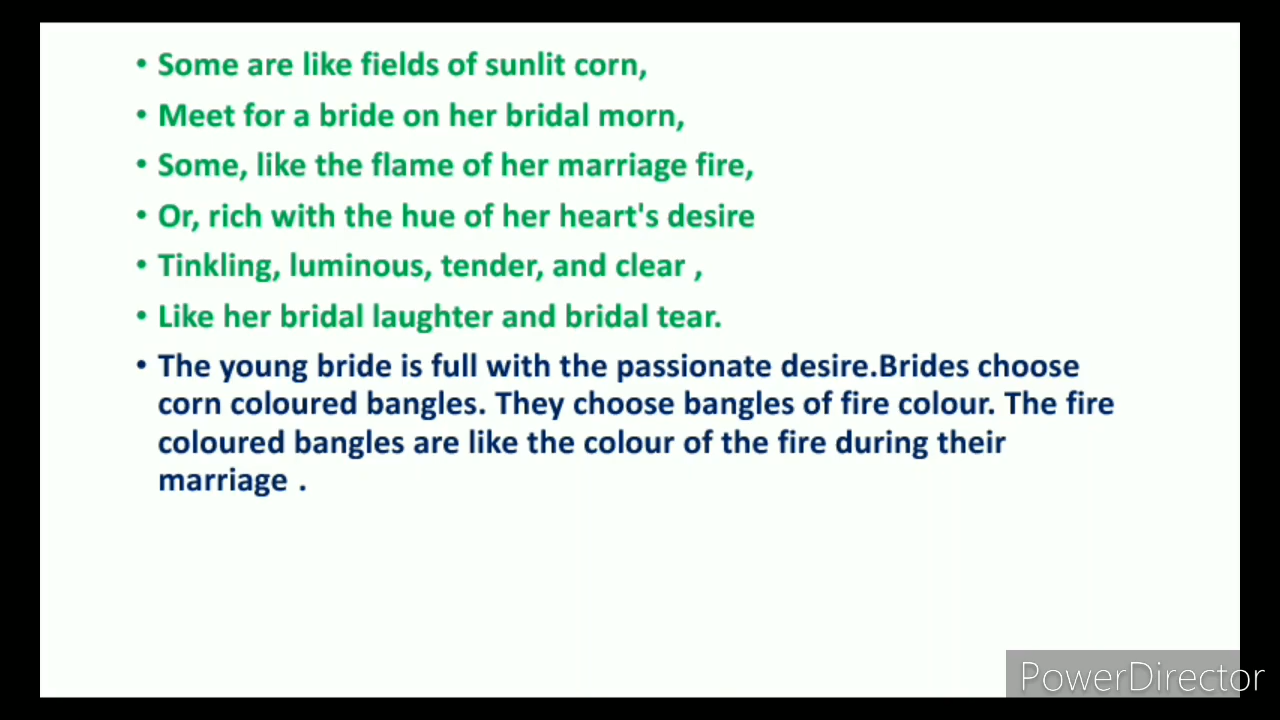 • Some are like fields of sunlit corn,
• Meet for a bride on her bridal morn,
• Some, like the flame of her marriage fire,
• Or, rich with the hue of her heart's desire
• Tinkling, luminous, tender, and clear ,
• Like her bridal laughter and bridal tear.
• The young bride is full with the passionate desire.Brides choose
corn coloured bangles. They choose bangles of fire colour. The fire
coloured bangles are like the colour of the fire during their
marriage .
PowerDirector